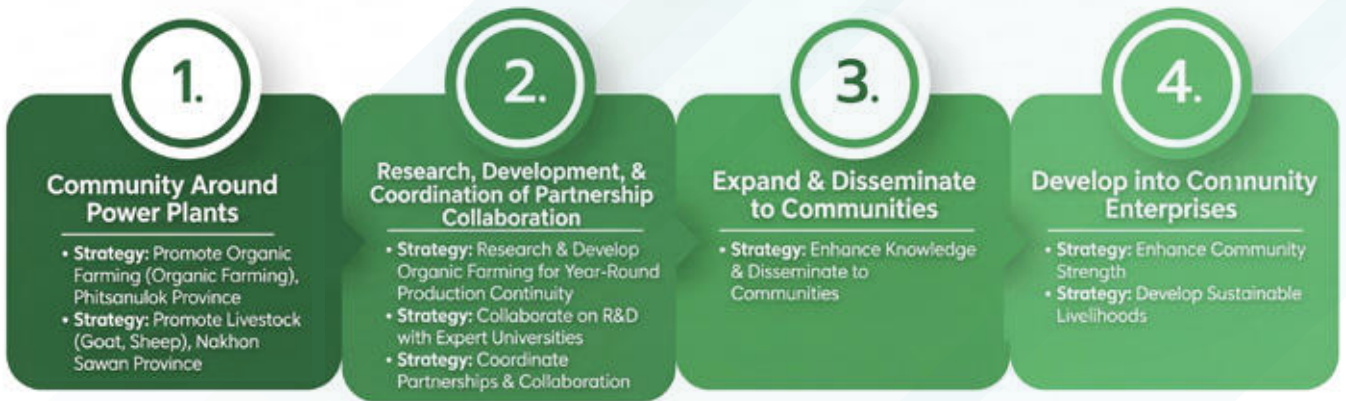 1.
Community Around
Power Plants
• Strategy: Promote Organic
Farming (Organic Farming),
Phitsanulok Province
• Strategy: Promote Livestock
(Goat, Sheep), Nakhon
Sawan Province
2.
Research, Development, &
Coordination of Partnership
Collaboration
• Strategy: Research & Develop
Organic Farming for Year-Round
Production Continuity
• Strategy: Collaborate on R&D
with Expert Universities
• Strategy: Coordinate
Partnerships & Collaboration
3.
Expand & Disseminate
to Communities
• Strategy: Enhance Knowledge
& Disseminate to
Communities
4.
Develop into Community
Enterprises
• Strategy: Enhance Community
Strength
• Strategy: Develop Sustainable
Livelihoods